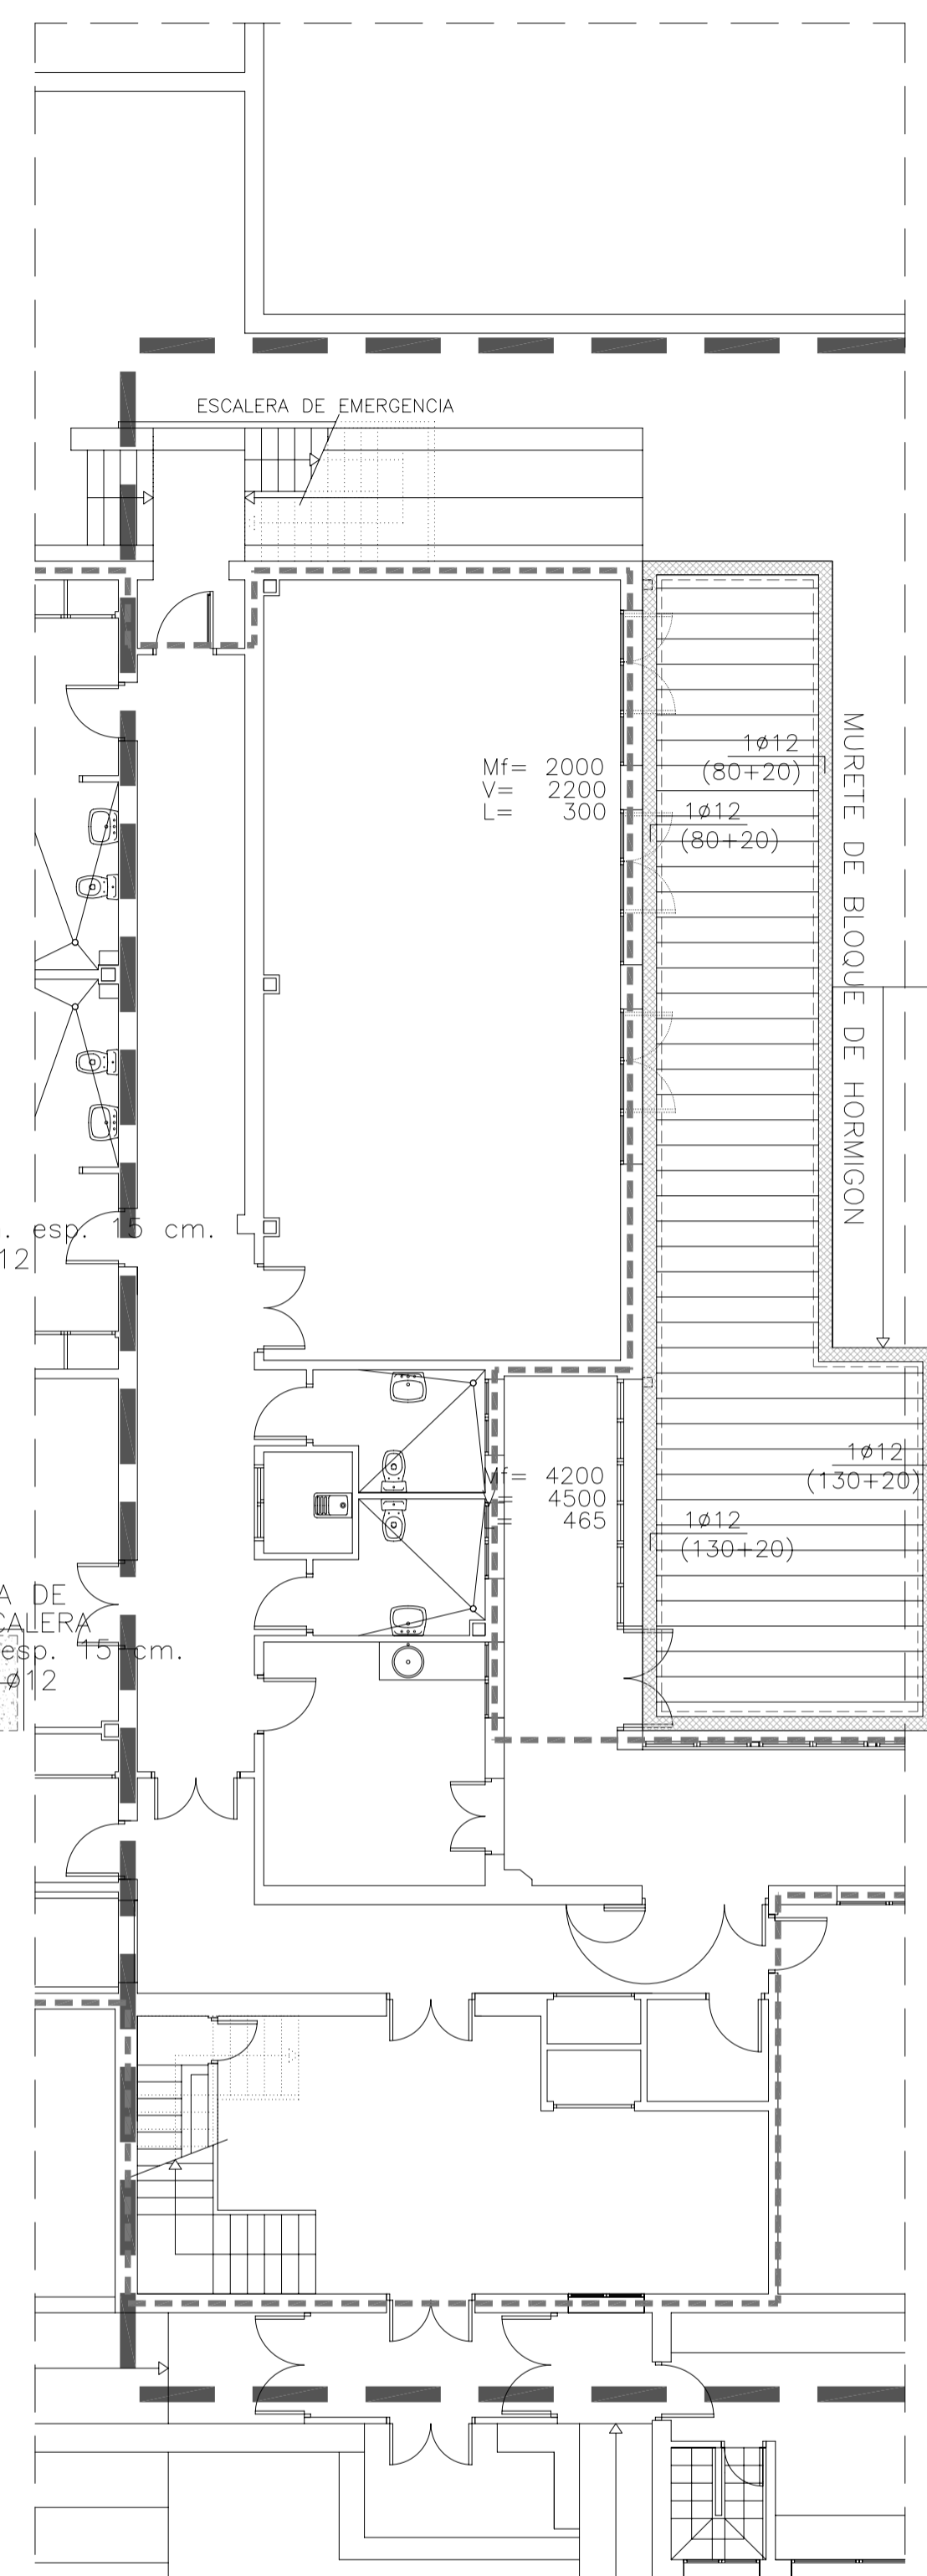 ESCALERA DE EMERGENCIA
Mf= 2000
V= 2200
L= 300
1ø12
(80+20)
1ø12
(80+20)
MURETE DE BLOQUE DE HORMIGON
. esp. 15 cm.
12
Mf= 4200
= 4500
= 465
1ø12
(130+20)
1ø12
(130+20)
A DE
CALERA
esp. 15 cm.
ø12